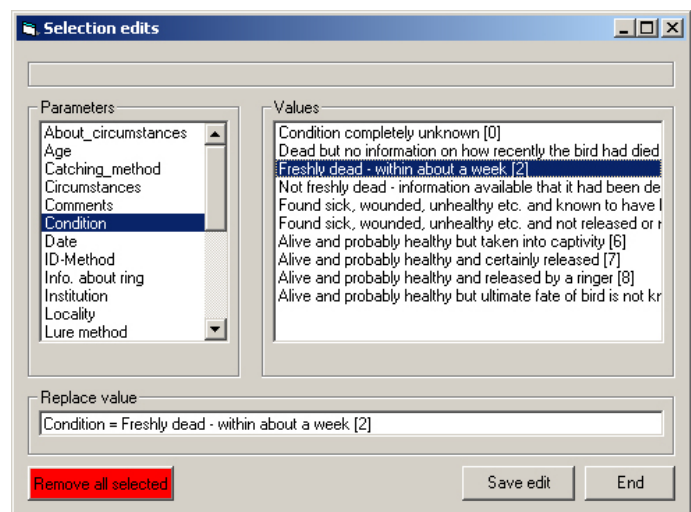 Selection edits
Parameters
About_circumstances
Age
Catching_method
Circumstances
Comments
Condition
Date
ID-Method
Info. about ring
Institution
Locality
Lure method
Values
Condition completely unknown [0]
Dead but no information on how recently the bird had died
Freshly dead - within about a week [2]
Not freshly dead - information available that it had been de
Found sick, wounded, unhealthy etc. and known to have
Found sick, wounded, unhealthy etc. and not released or
Alive and probably healthy but taken into captivity [6]
Alive and probably healthy and certainly released [7]
Alive and probably healthy and released by a ringer [8]
Alive and probably healthy but ultimate fate of bird is not kr
Replace value
Condition = Freshly dead - within about a week [2]
Remove all selected
Save edit
End